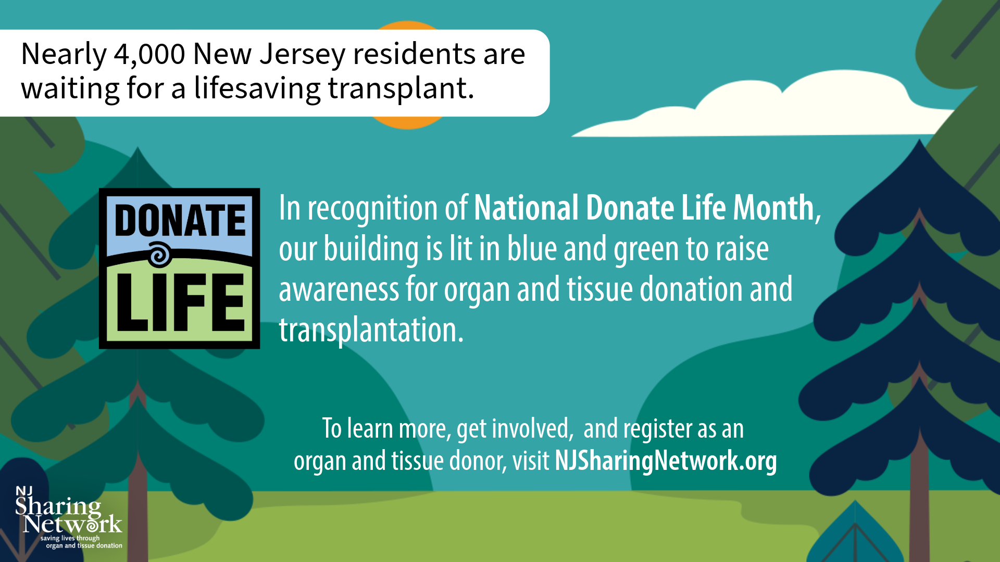 Nearly 4,000 New Jersey residents are
waiting for a lifesaving transplant.
DONATE
LIFE
In recognition of National Donate Life Month,
our building is lit in blue and green to raise
awareness for organ and tissue donation and
transplantation.
To learn more, get involved,  and register as an
organ and tissue donor, visit NJSharingNetwork.org
NJ
Sharing
Network
saving lives through
organ and tissue donation